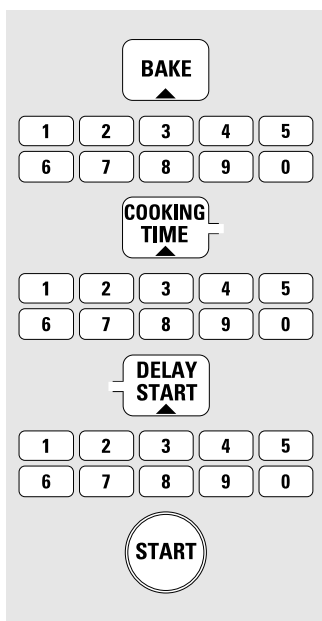 BAKE
1 2 3 4 5
6 7 8 9 0
COOKING
TIME
1 2 3 4 5
6 7 8 9 0
DELAY
START
1 2 3 4 5
6 7 8 9 0
START